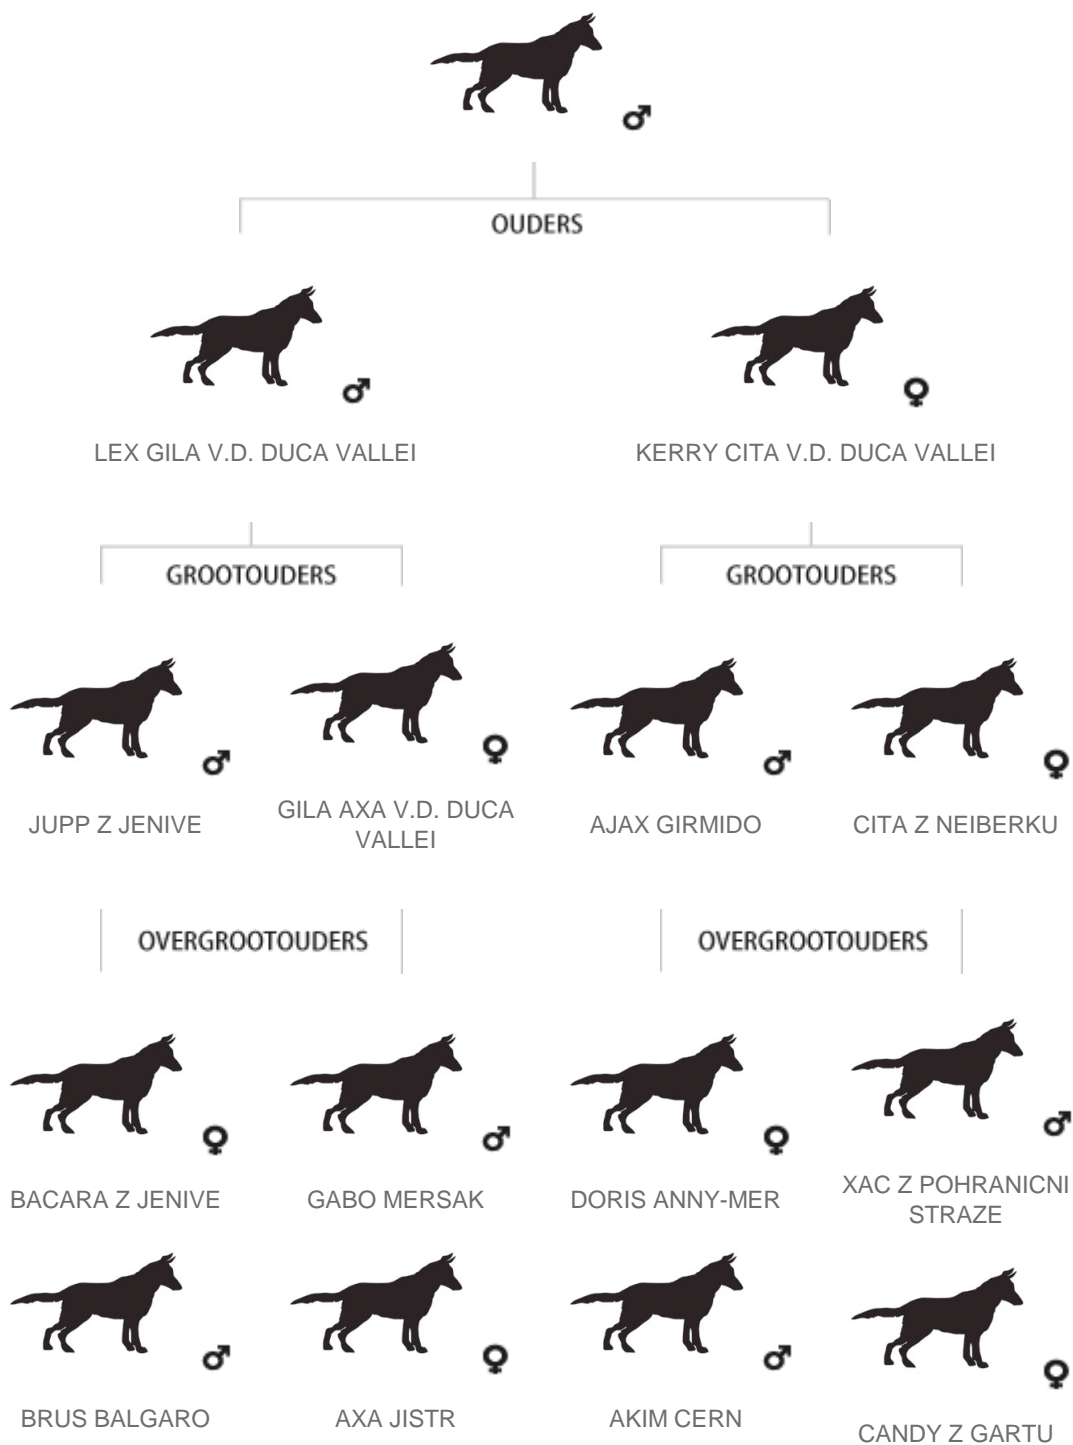 ♂
OUDERS
♂ ♀
LEX GILA V.D. DUCA VALLEI KERRY CITA V.D. DUCA VALLEI
GROOTOUDERS GROOTOUDERS
♂ ♀ ♂ ♀
JUPP Z JENIVE
GILA AXA V.D. DUCA
VALLEI
AJAX GIRMIDO
CITA Z NEIBERKU
OVERGROOTOUDERS OVERGROOTOUDERS
♀ ♂ ♀ ♂
BACARA Z JENIVE
GABO MERSAK
DORIS ANNY-MER
XAC Z POHRANICNI
STRAZE
♂ ♀ ♂ ♀
BRUS BALGARO
AXA JISTR
AKIM CERN
CANDY Z GARTU